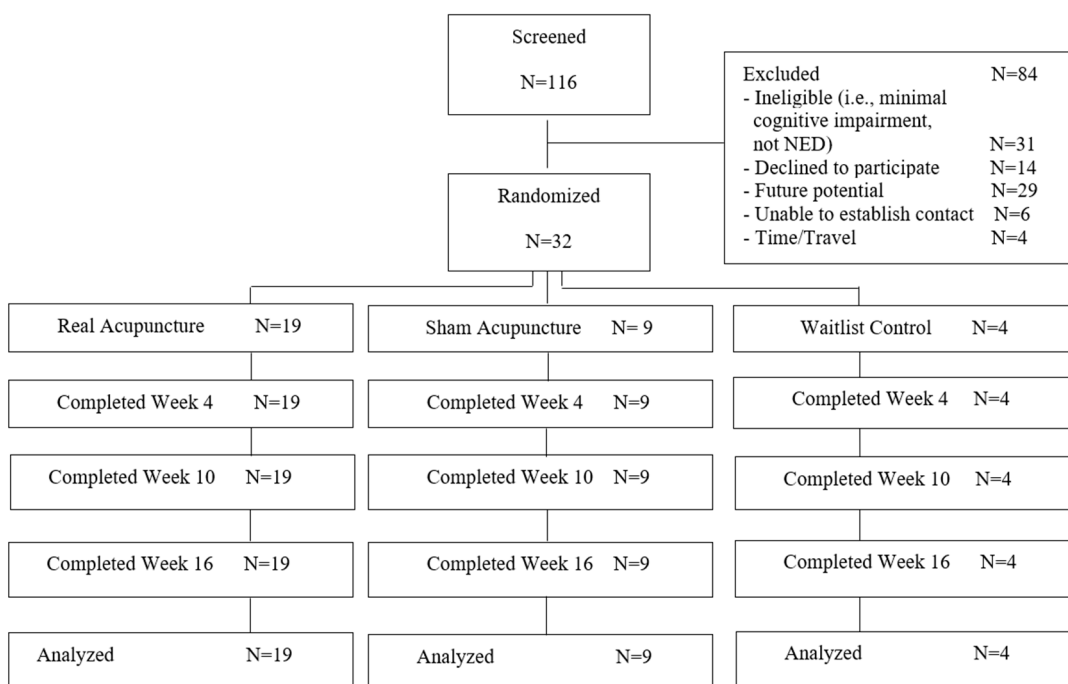 Screened
N=116
Excluded N=84
- Ineligible (i.e., minimal
cognitive impairment,
not NED) N=31
- Declined to participate N=14
- Future potential N=29
- Unable to establish contact N=6
- Time/Travel N=4
Randomized
N=32
Real Acupuncture N=19
Sham Acupuncture N= 9
Waitlist Control N=4
Completed Week 4 N=19
Completed Week 4 N=9
Completed Week 4 N=4
Completed Week 10 N=19
Completed Week 10 N=9
Completed Week 10 N=4
Completed Week 16 N=19
Completed Week 16 N=9
Completed Week 16 N=4
Analyzed N=19
Analyzed N=9
Analyzed N=4